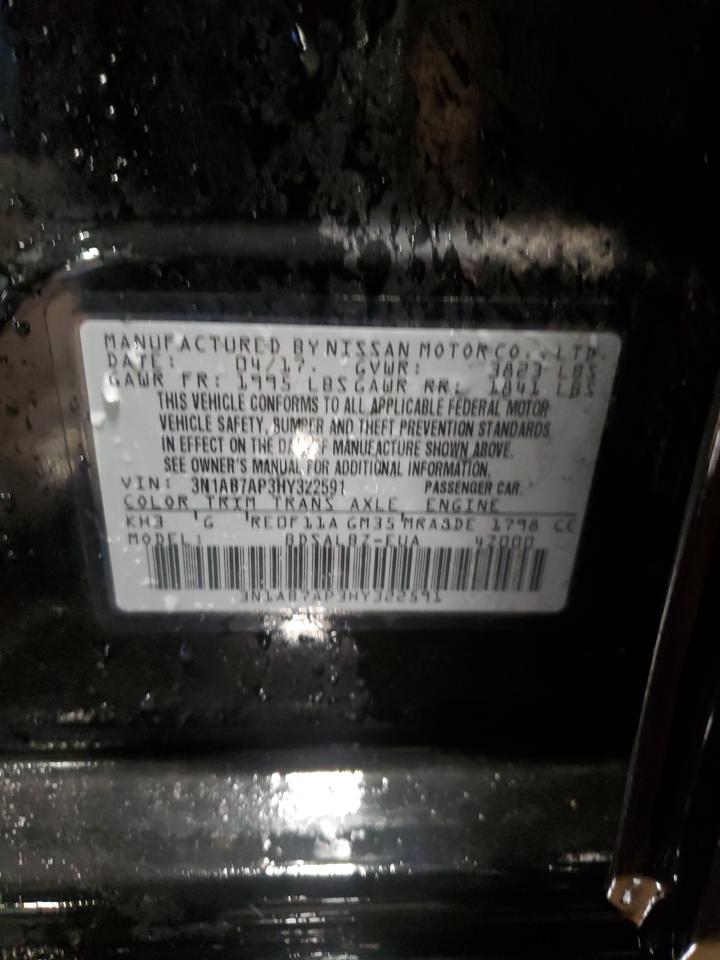 MANUFACTURED BY NISSAN MOTOR CO., LTD.
DATE: 04/17. GVWR: 3823 LBS
GAWR FR: 1995 LBS GAWR RR: 1841 LBS
THIS VEHICLE CONFORMS TO ALL APPLICABLE FEDERAL MOTOR
VEHICLE SAFETY, BUMPER AND THEFT PREVENTION STANDARDS
IN EFFECT ON THE DATE OF MANUFACTURE SHOWN ABOVE.
SEE OWNER'S MANUAL FOR ADDITIONAL INFORMATION.
VIN: 3N1AB7AP3HY322591 PASSENGER CAR.
COLOR TRIM TRANS AXLE ENGINE
KH3 G RE0F11A GM35 MRA8DE 1798 CC
MODEL: BDSALBZ-EUA 42000
3N1AB7AP3HY322591